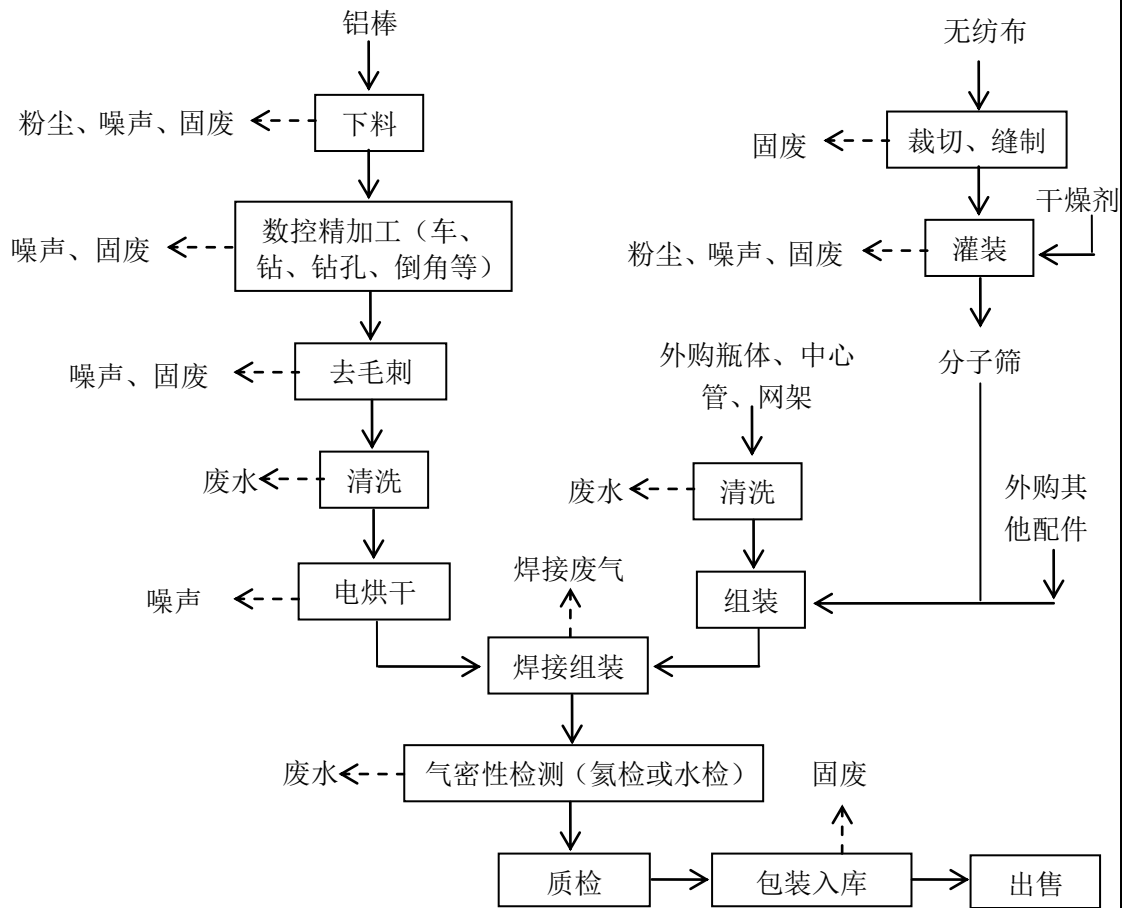 铝棒
粉尘、噪声、固废
下料
噪声、固废
数控精加工（车、
钻、钻孔、倒角等）
噪声、固废
去毛刺
废水
清洗
噪声
电烘干
无纺布
固废
裁切、缝制
干燥剂
粉尘、噪声、固废
灌装
分子筛
外购瓶体、中心
管、网架
废水
清洗
外购其
他配件
组装
焊接废气
焊接组装
废水
气密性检测（氦检或水检）
固废
质检
包装入库
出售